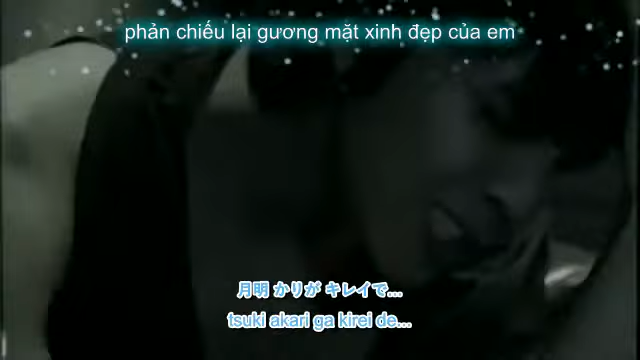 phản chiếu lại gương mặt xinh đẹp của em
月明かりが キレイで...
tsuki akari ga kirei de...